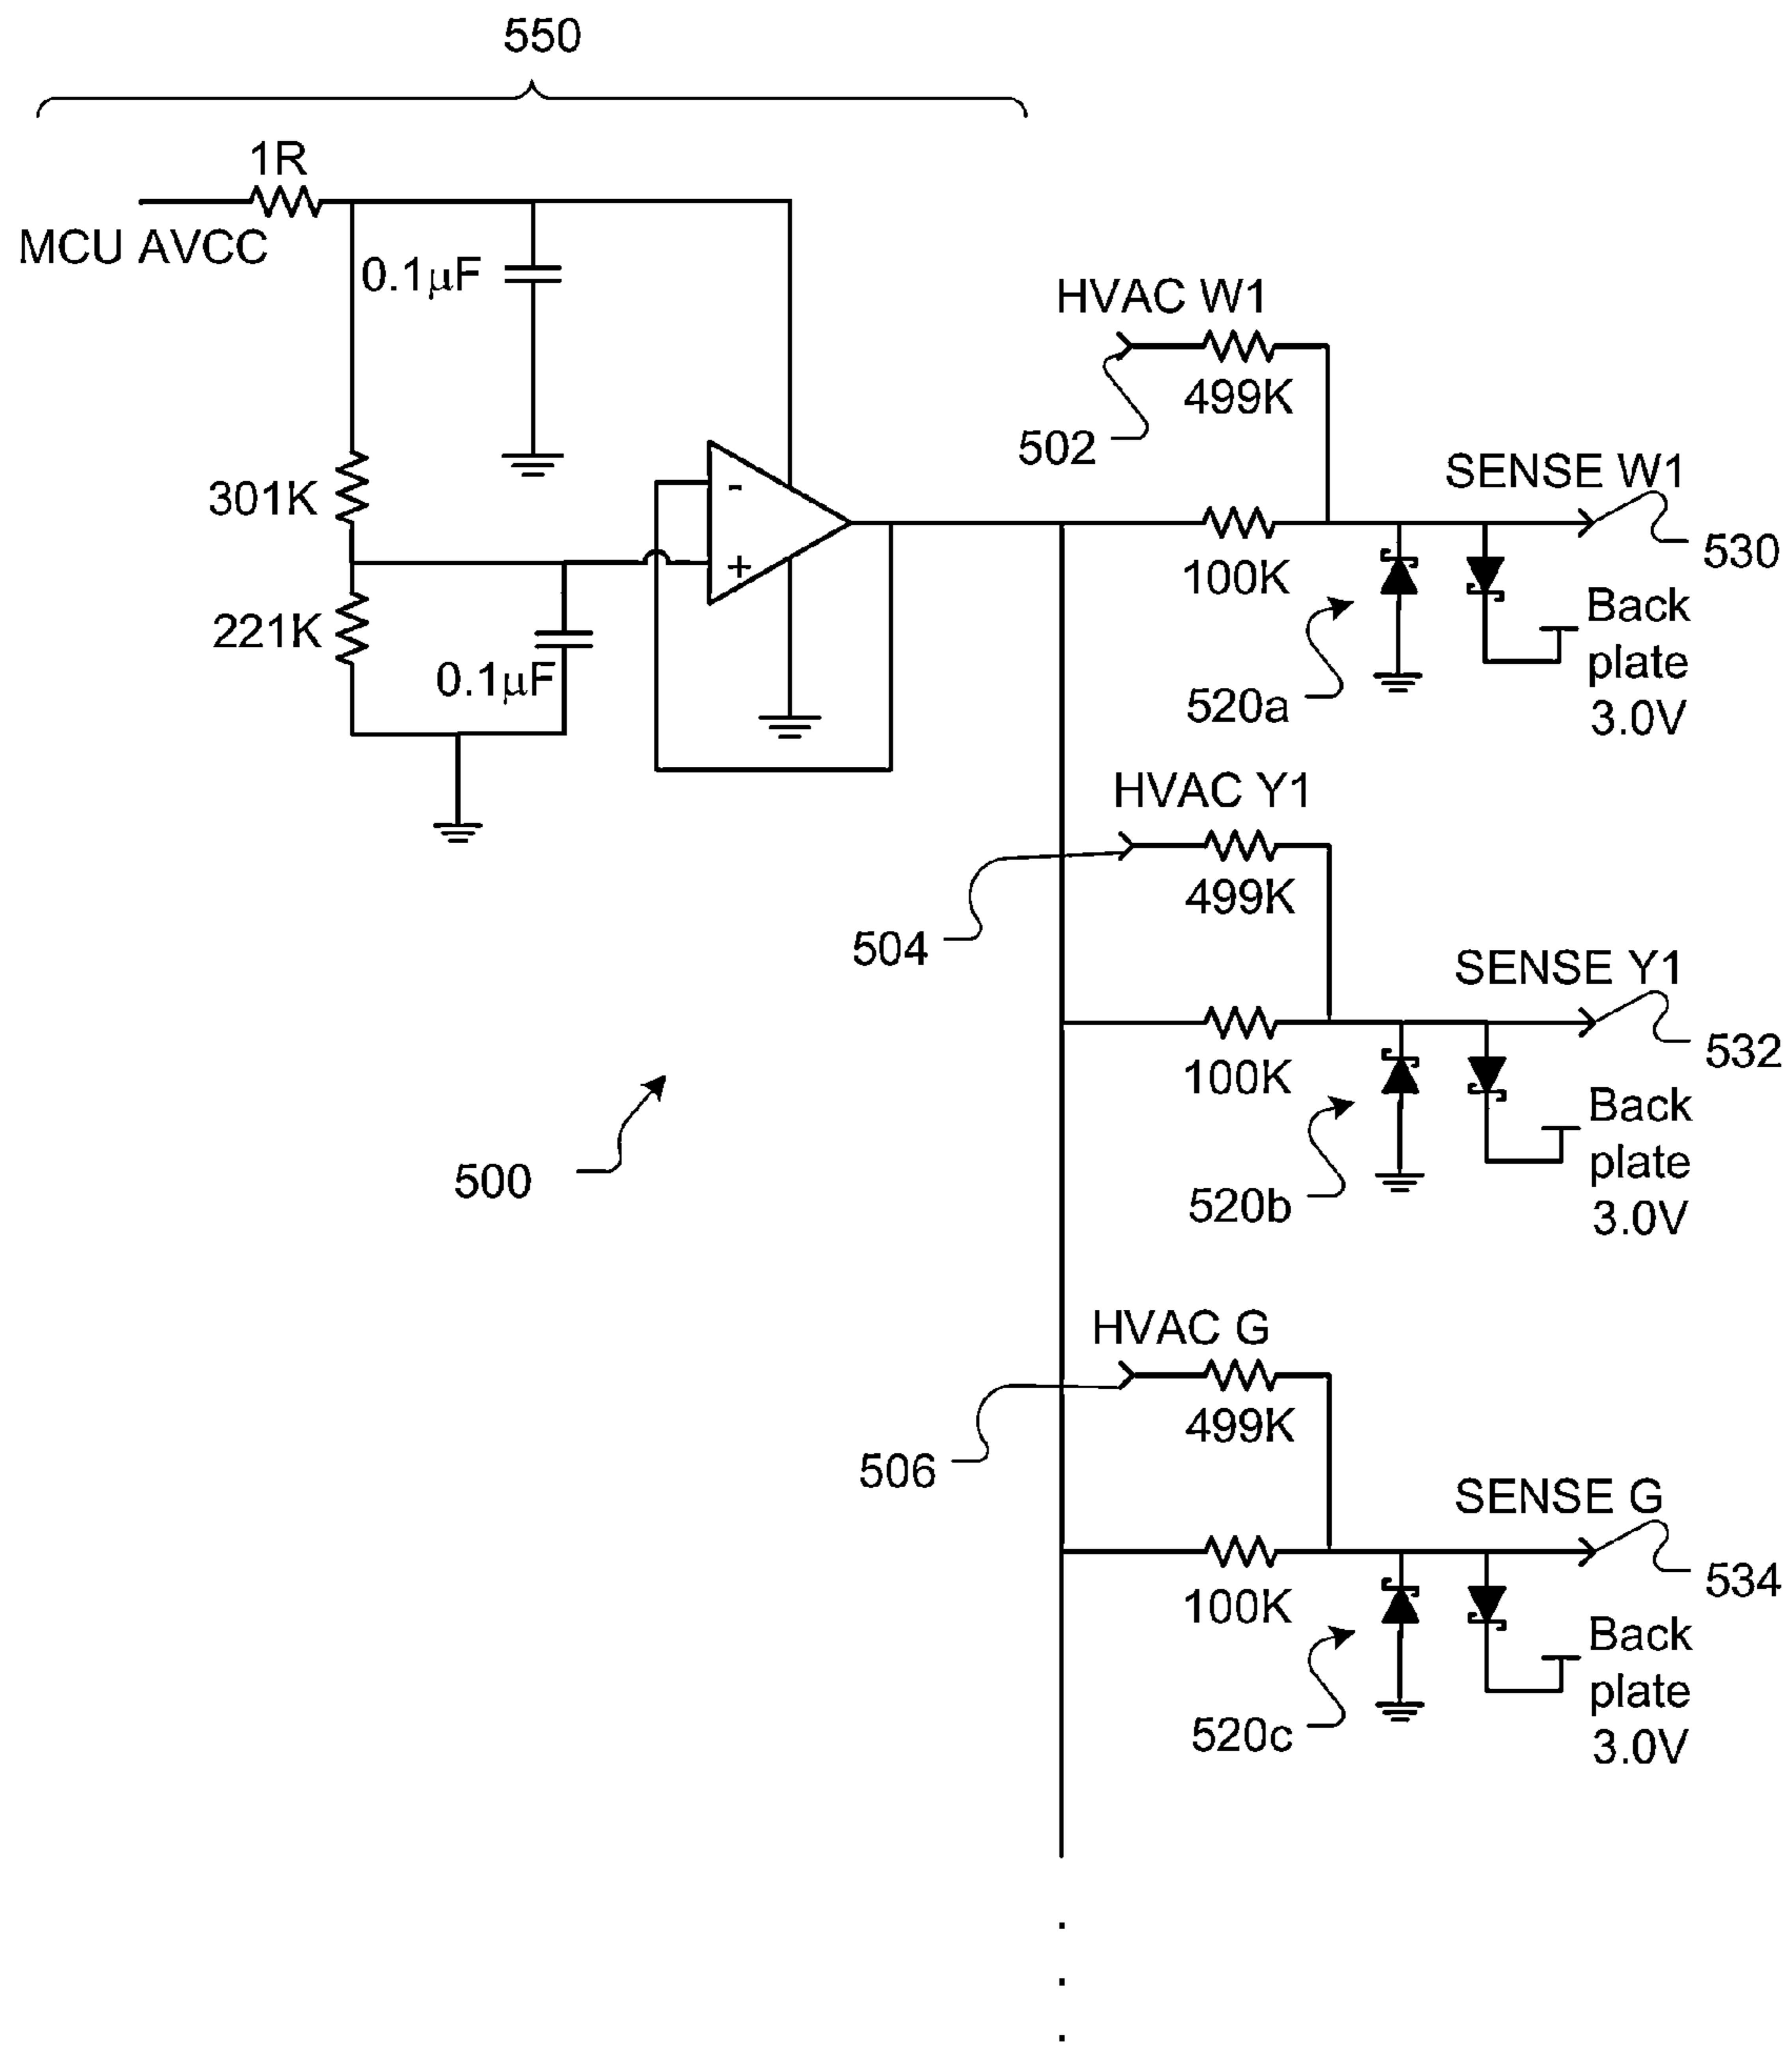 550
1R
MCU AVCC
0.1µF
301K
221K
0.1µF
-
+
HVAC W1
499K
502
100K
SENSE W1
530
520a
Back
plate
3.0V
HVAC Y1
499K
504
100K
SENSE Y1
532
520b
Back
plate
3.0V
500
HVAC G
499K
506
100K
SENSE G
534
520c
Back
plate
3.0V
.
.
.